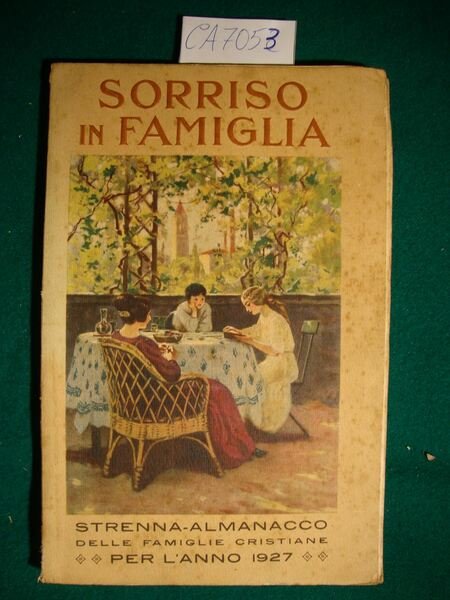 CA7053
SORRISO
IN FAMIGLIA
STRENNA-ALMANACCO
DELLE FAMIGLIE CRISTIANE
PER L'ANNO 1927